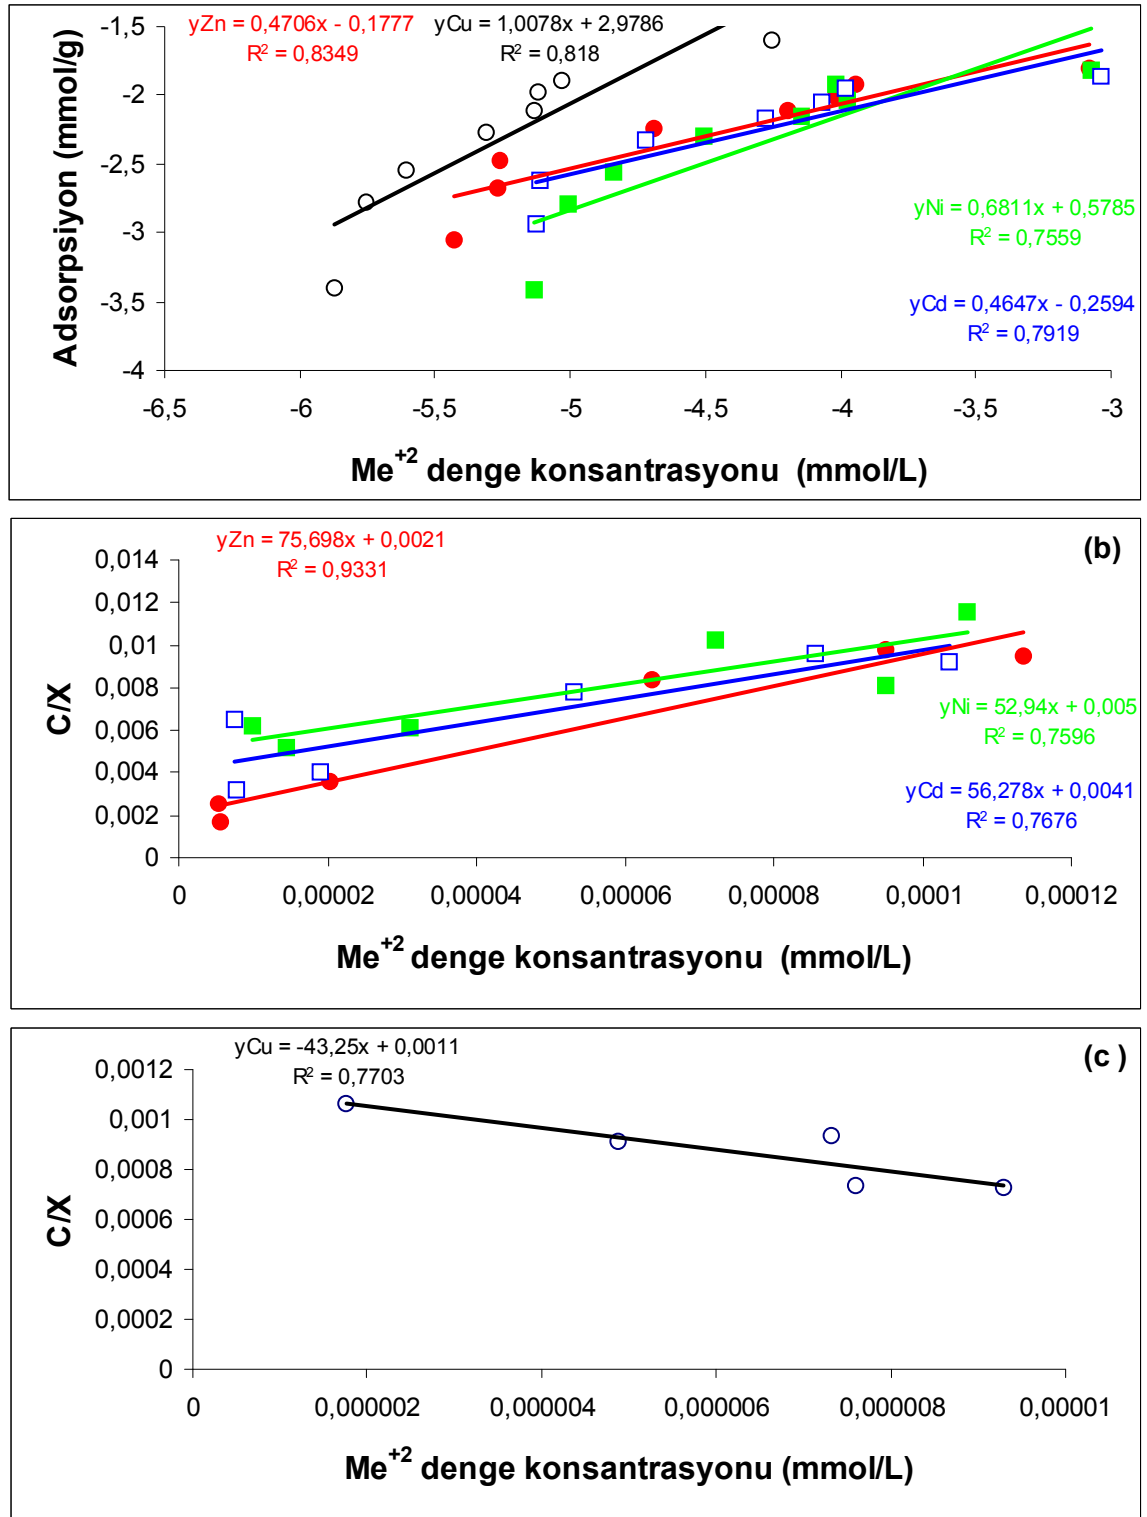 yZn = 0,4706x - 0,1777
R² = 0,8349
yCu = 1,0078x + 2,9786
R² = 0,818
-1,5
-2
-2,5
-3
-3,5
-4
Adsorpsiyon (mmol/g)
yNi = 0,6811x + 0,5785
R² = 0,7559
yCd = 0,4647x - 0,2594
R² = 0,7919
-6,5 -6 -5,5 -5 -4,5 -4 -3,5 -3
Me⁺² denge konsantrasyonu (mmol/L)
yZn = 75,698x + 0,0021
R² = 0,9331
(b)
0,014
0,012
0,01
0,008
0,006
0,004
0,002
0
C/X
yNi = 52,94x + 0,005
R² = 0,7596
yCd = 56,278x + 0,0041
R² = 0,7676
0 0,00002 0,00004 0,00006 0,00008 0,0001 0,00012
Me⁺² denge konsantrasyonu (mmol/L)
yCu = -43,25x + 0,0011
R² = 0,7703
(c )
0,0012
0,001
0,0008
0,0006
0,0004
0,0002
0
C/X
0 0,000002 0,000004 0,000006 0,000008 0,00001
Me⁺² denge konsantrasyonu (mmol/L)